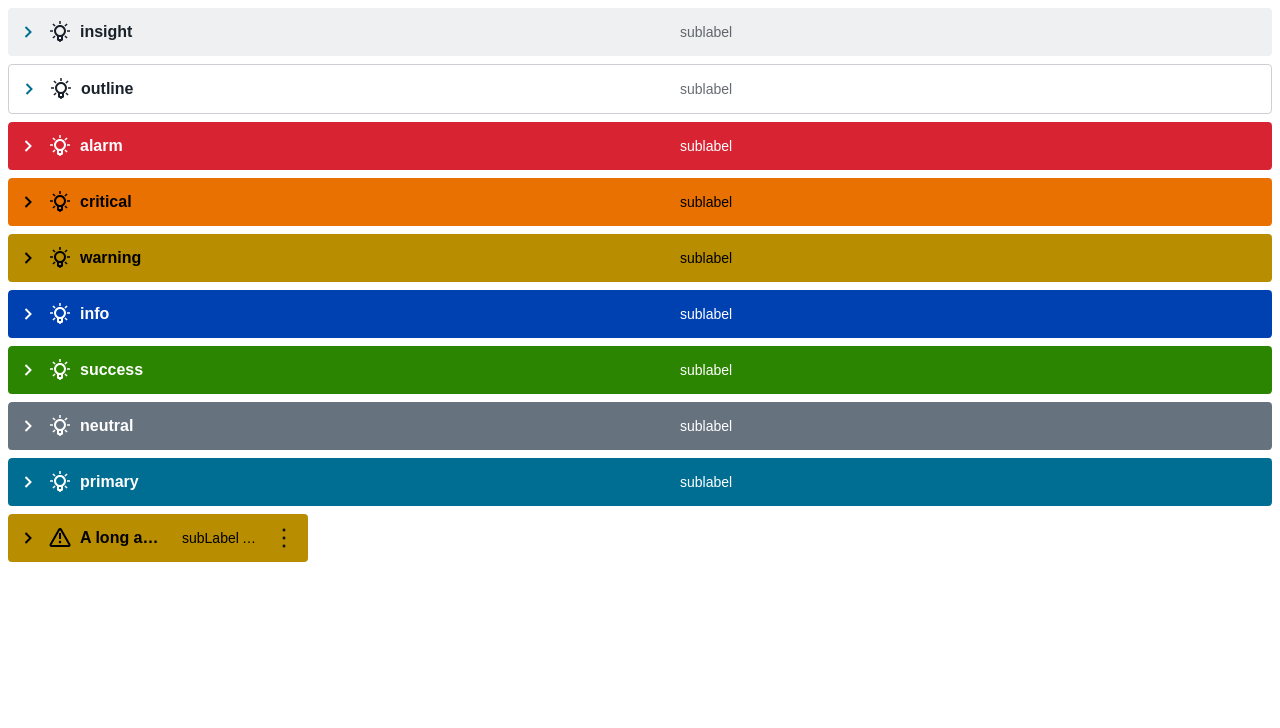 insight sublabel
outline sublabel
alarm sublabel
critical sublabel
warning sublabel
info sublabel
success sublabel
neutral sublabel
primary sublabel
A long a… subLabel …